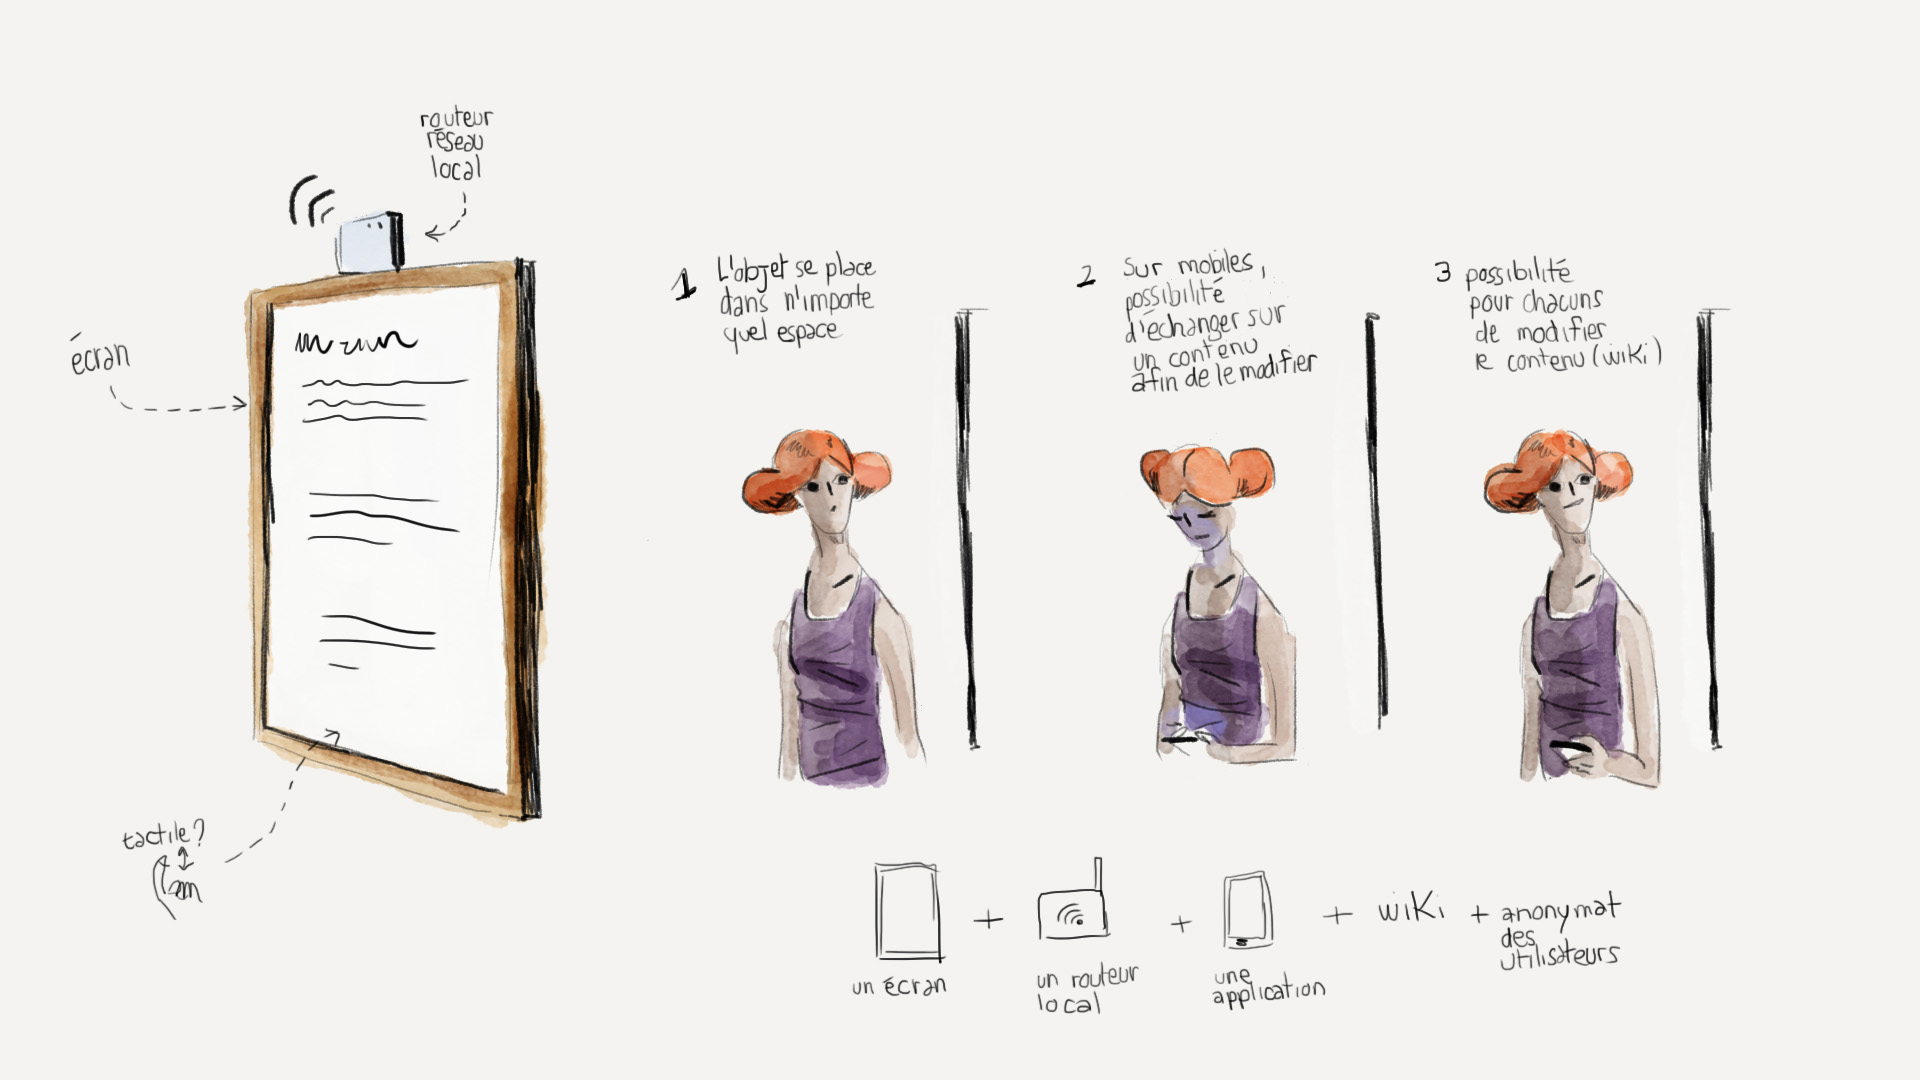 routeur
réseau
local
écran
tactile?
1 L'objet se place
dans n'importe
quel espace
2 Sur mobiles,
possibilité
d'échanger sur
un contenu
afin de le modifier
3 possibilité
pour chacuns
de modifier
le contenu (wiki)
+ + + wiki + anonymat
des
utilisateurs
un écran
un routeur
local
une
application